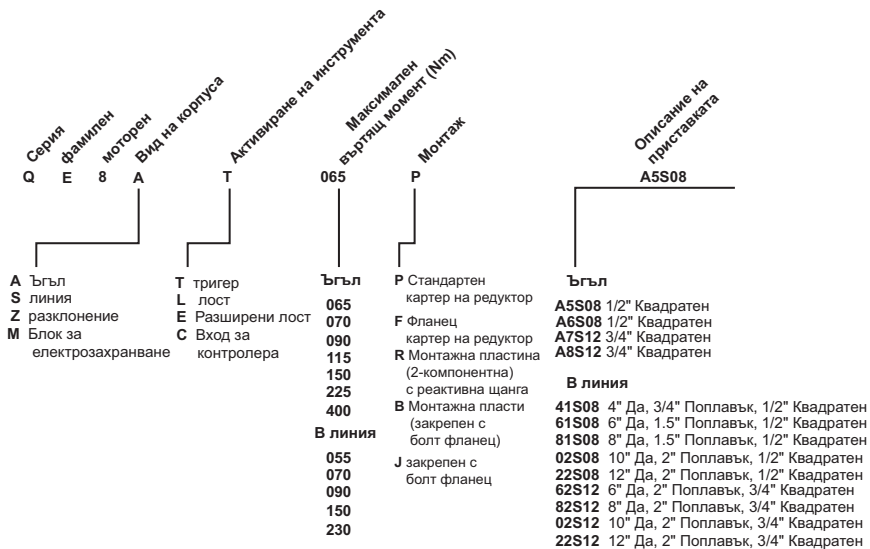 Серия
фамилен
моторен
Вид на корпуса
Активиране на инструмента
Максимален
въртящ момент (Nm)
Монтаж
Описание на
приставката
Q E 8 A T 065 P A5S08
A Ъгъл
S линия
Z разклонение
M Блок за
електрозахранване
T тригер
L лост
E Разширени лост
C Вход за
контролера
Ъгъл
065
070
090
115
150
225
400
В линия
055
070
090
150
230
P Стандартен
картер на редуктор
F Фланец
картер на редуктор
R Монтажна пластина
(2-компонентна)
с реактивна щанга
B Монтажна пласти
(закрепен с
болт фланец)
J закрепен с
болт фланец
Ъгъл
A5S08 1/2" Квадратен
A6S08 1/2" Квадратен
A7S12 3/4" Квадратен
A8S12 3/4" Квадратен
В линия
41S08 4" Да, 3/4" Поплавък, 1/2" Квадратен
61S08 6" Да, 1.5" Поплавък, 1/2" Квадратен
81S08 8" Да, 1.5" Поплавък, 1/2" Квадратен
02S08 10" Да, 2" Поплавък, 1/2" Квадратен
22S08 12" Да, 2" Поплавък, 1/2" Квадратен
62S12 6" Да, 2" Поплавък, 3/4" Квадратен
82S12 8" Да, 2" Поплавък, 3/4" Квадратен
02S12 10" Да, 2" Поплавък, 3/4" Квадратен
22S12 12" Да, 2" Поплавък, 3/4" Квадратен